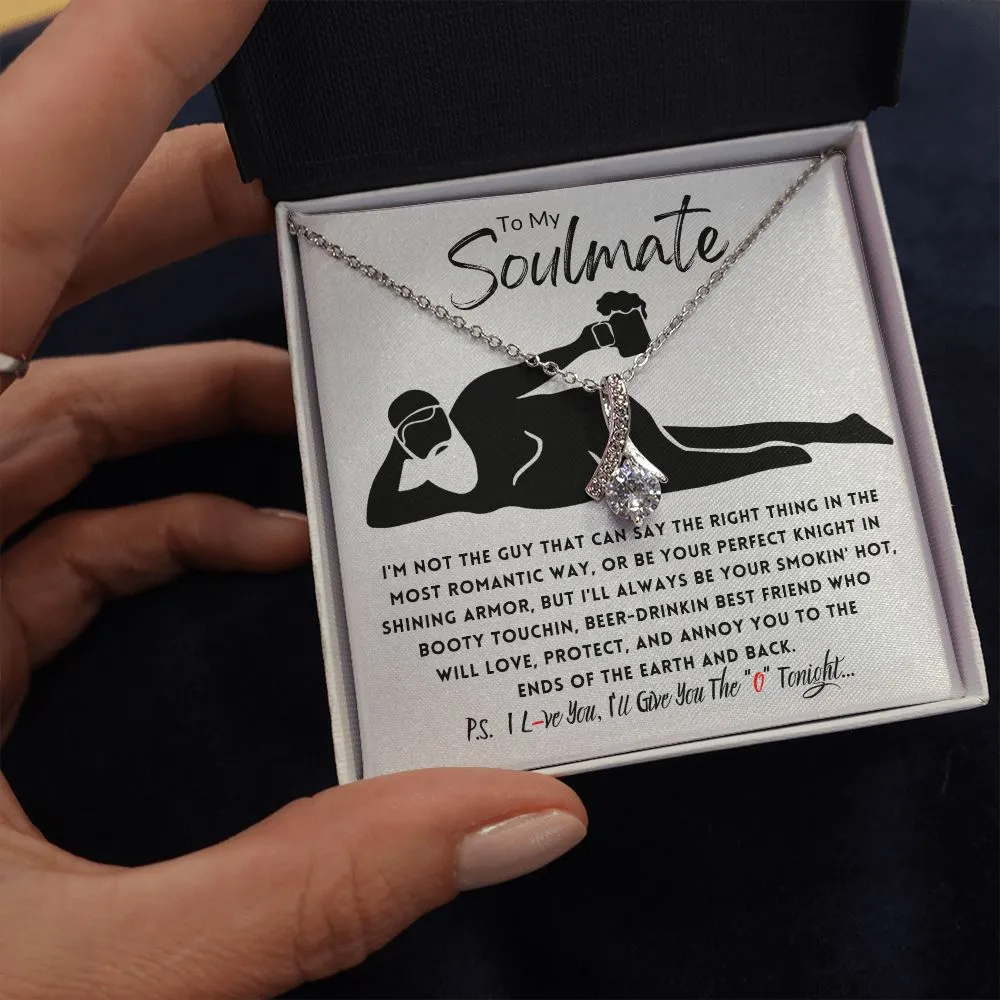 To My
Soulmate
I'M NOT THE GUY THAT CAN SAY THE RIGHT THING IN THE
MOST ROMANTIC WAY, OR BE YOUR PERFECT KNIGHT IN
SHINING ARMOR, BUT I'LL ALWAYS BE YOUR SMOKIN' HOT,
BOOTY TOUCHIN, BEER-DRINKIN BEST FRIEND WHO
WILL LOVE, PROTECT, AND ANNOY YOU TO THE
ENDS OF THE EARTH AND BACK.
P.S. I L-ve You, I'll Give You The "O" Tonight...